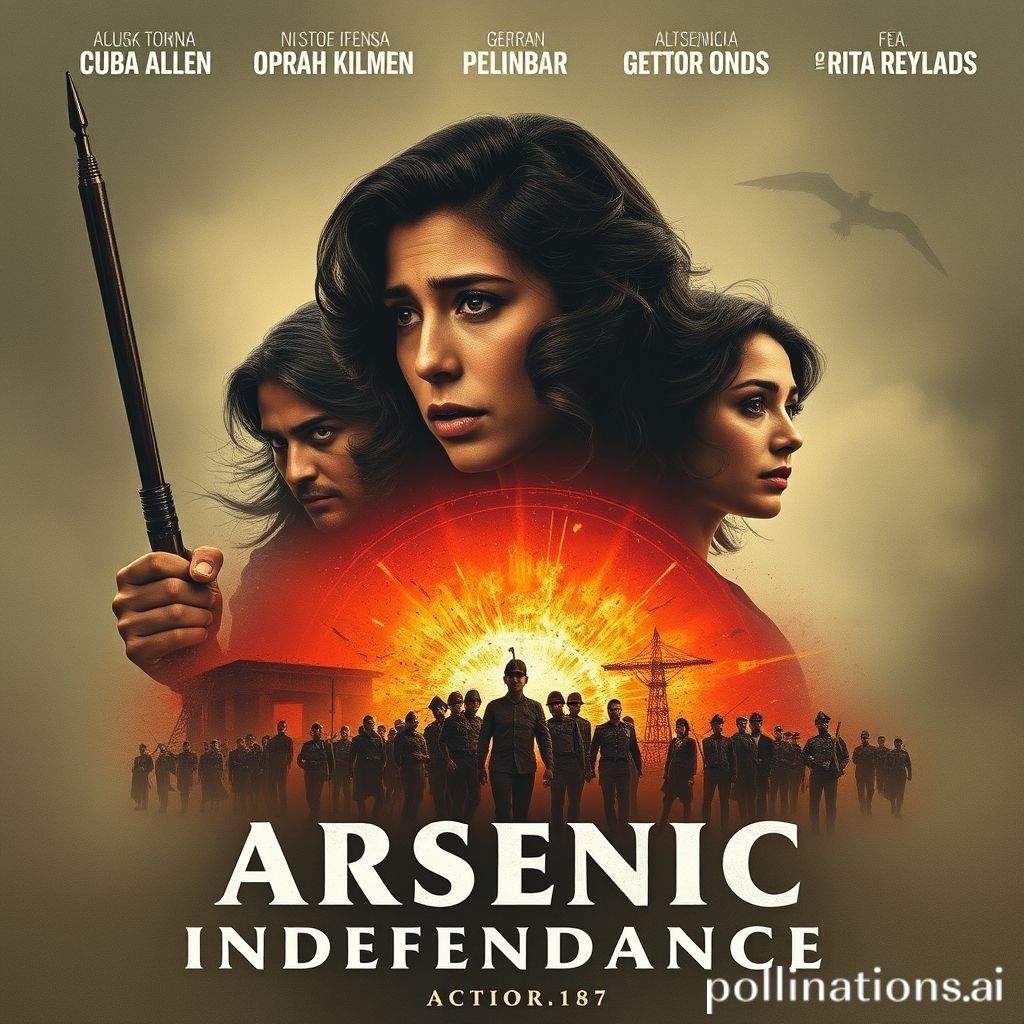 ALUSK TORNA NISTOE IFENSA GERRAN ALTSENICIA FEA
CUBA ALLEN OPRAH KILMEN PELINBAR GETTOR ONDS RITA REYLADS
ARSENIC
INDEFENDANCE
ACTIOR.187
pollinations.ai